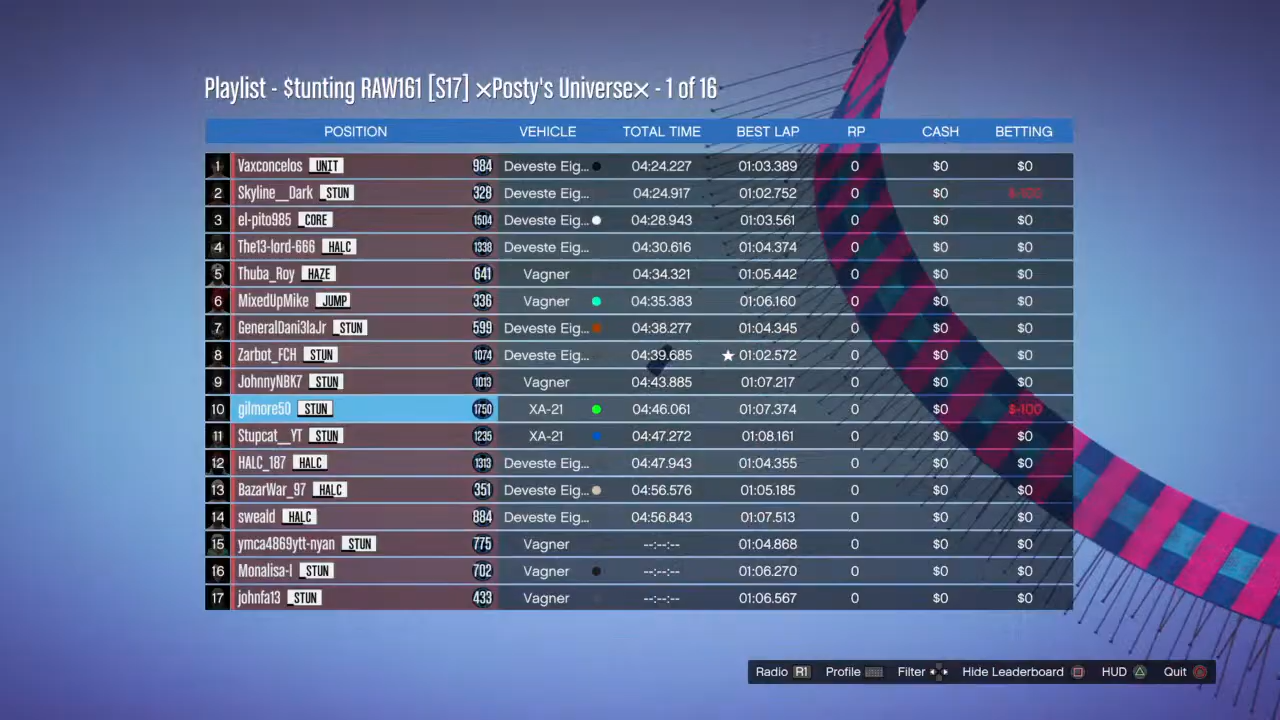 Playlist - $tunting RAW161 [S17] ×Posty's Universe× - 1 of 16
POSITION VEHICLE TOTAL TIME BEST LAP RP CASH BETTING
1 Vaxconcelos UNIT 984 Deveste Eig... 04:24.227 01:03.389 0 $0 $0
2 Skyline__Dark STUN 328 Deveste Eig... 04:24.917 01:02.752 0 $0 $-100
3 el-pito985 CORE 1504 Deveste Eig... 04:28.943 01:03.561 0 $0 $0
4 The13-lord-666 HALC 1338 Deveste Eig... 04:30.616 01:04.374 0 $0 $0
5 Thuba_Roy HAZE 641 Vagner 04:34.321 01:05.442 0 $0 $0
6 MixedUpMike JUMP 336 Vagner 04:35.383 01:06.160 0 $0 $0
7 GeneralDani3laJr STUN 599 Deveste Eig... 04:38.277 01:04.345 0 $0 $0
8 Zarbot_FCH STUN 1074 Deveste Eig... 04:39.685 ★ 01:02.572 0 $0 $0
9 JohnnyNBK7 STUN 1013 Vagner 04:43.885 01:07.217 0 $0 $0
10 gilmore50 STUN 1750 XA-21 04:46.061 01:07.374 0 $0 $-100
11 Stupcat__YT STUN 1235 XA-21 04:47.272 01:08.161 0 $0 $0
12 HALC_187 HALC 1313 Deveste Eig... 04:47.943 01:04.355 0 $0 $0
13 BazarWar_97 HALC 351 Deveste Eig... 04:56.576 01:05.185 0 $0 $0
14 sweald HALC 884 Deveste Eig... 04:56.843 01:07.513 0 $0 $0
15 ymca4869ytt-nyan STUN 775 Vagner --:--:-- 01:04.868 0 $0 $0
16 Monalisa-I STUN 702 Vagner --:--:-- 01:06.270 0 $0 $0
17 johnfa13 STUN 433 Vagner --:--:-- 01:06.567 0 $0 $0
Radio R1 Profile Filter Hide Leaderboard HUD Quit